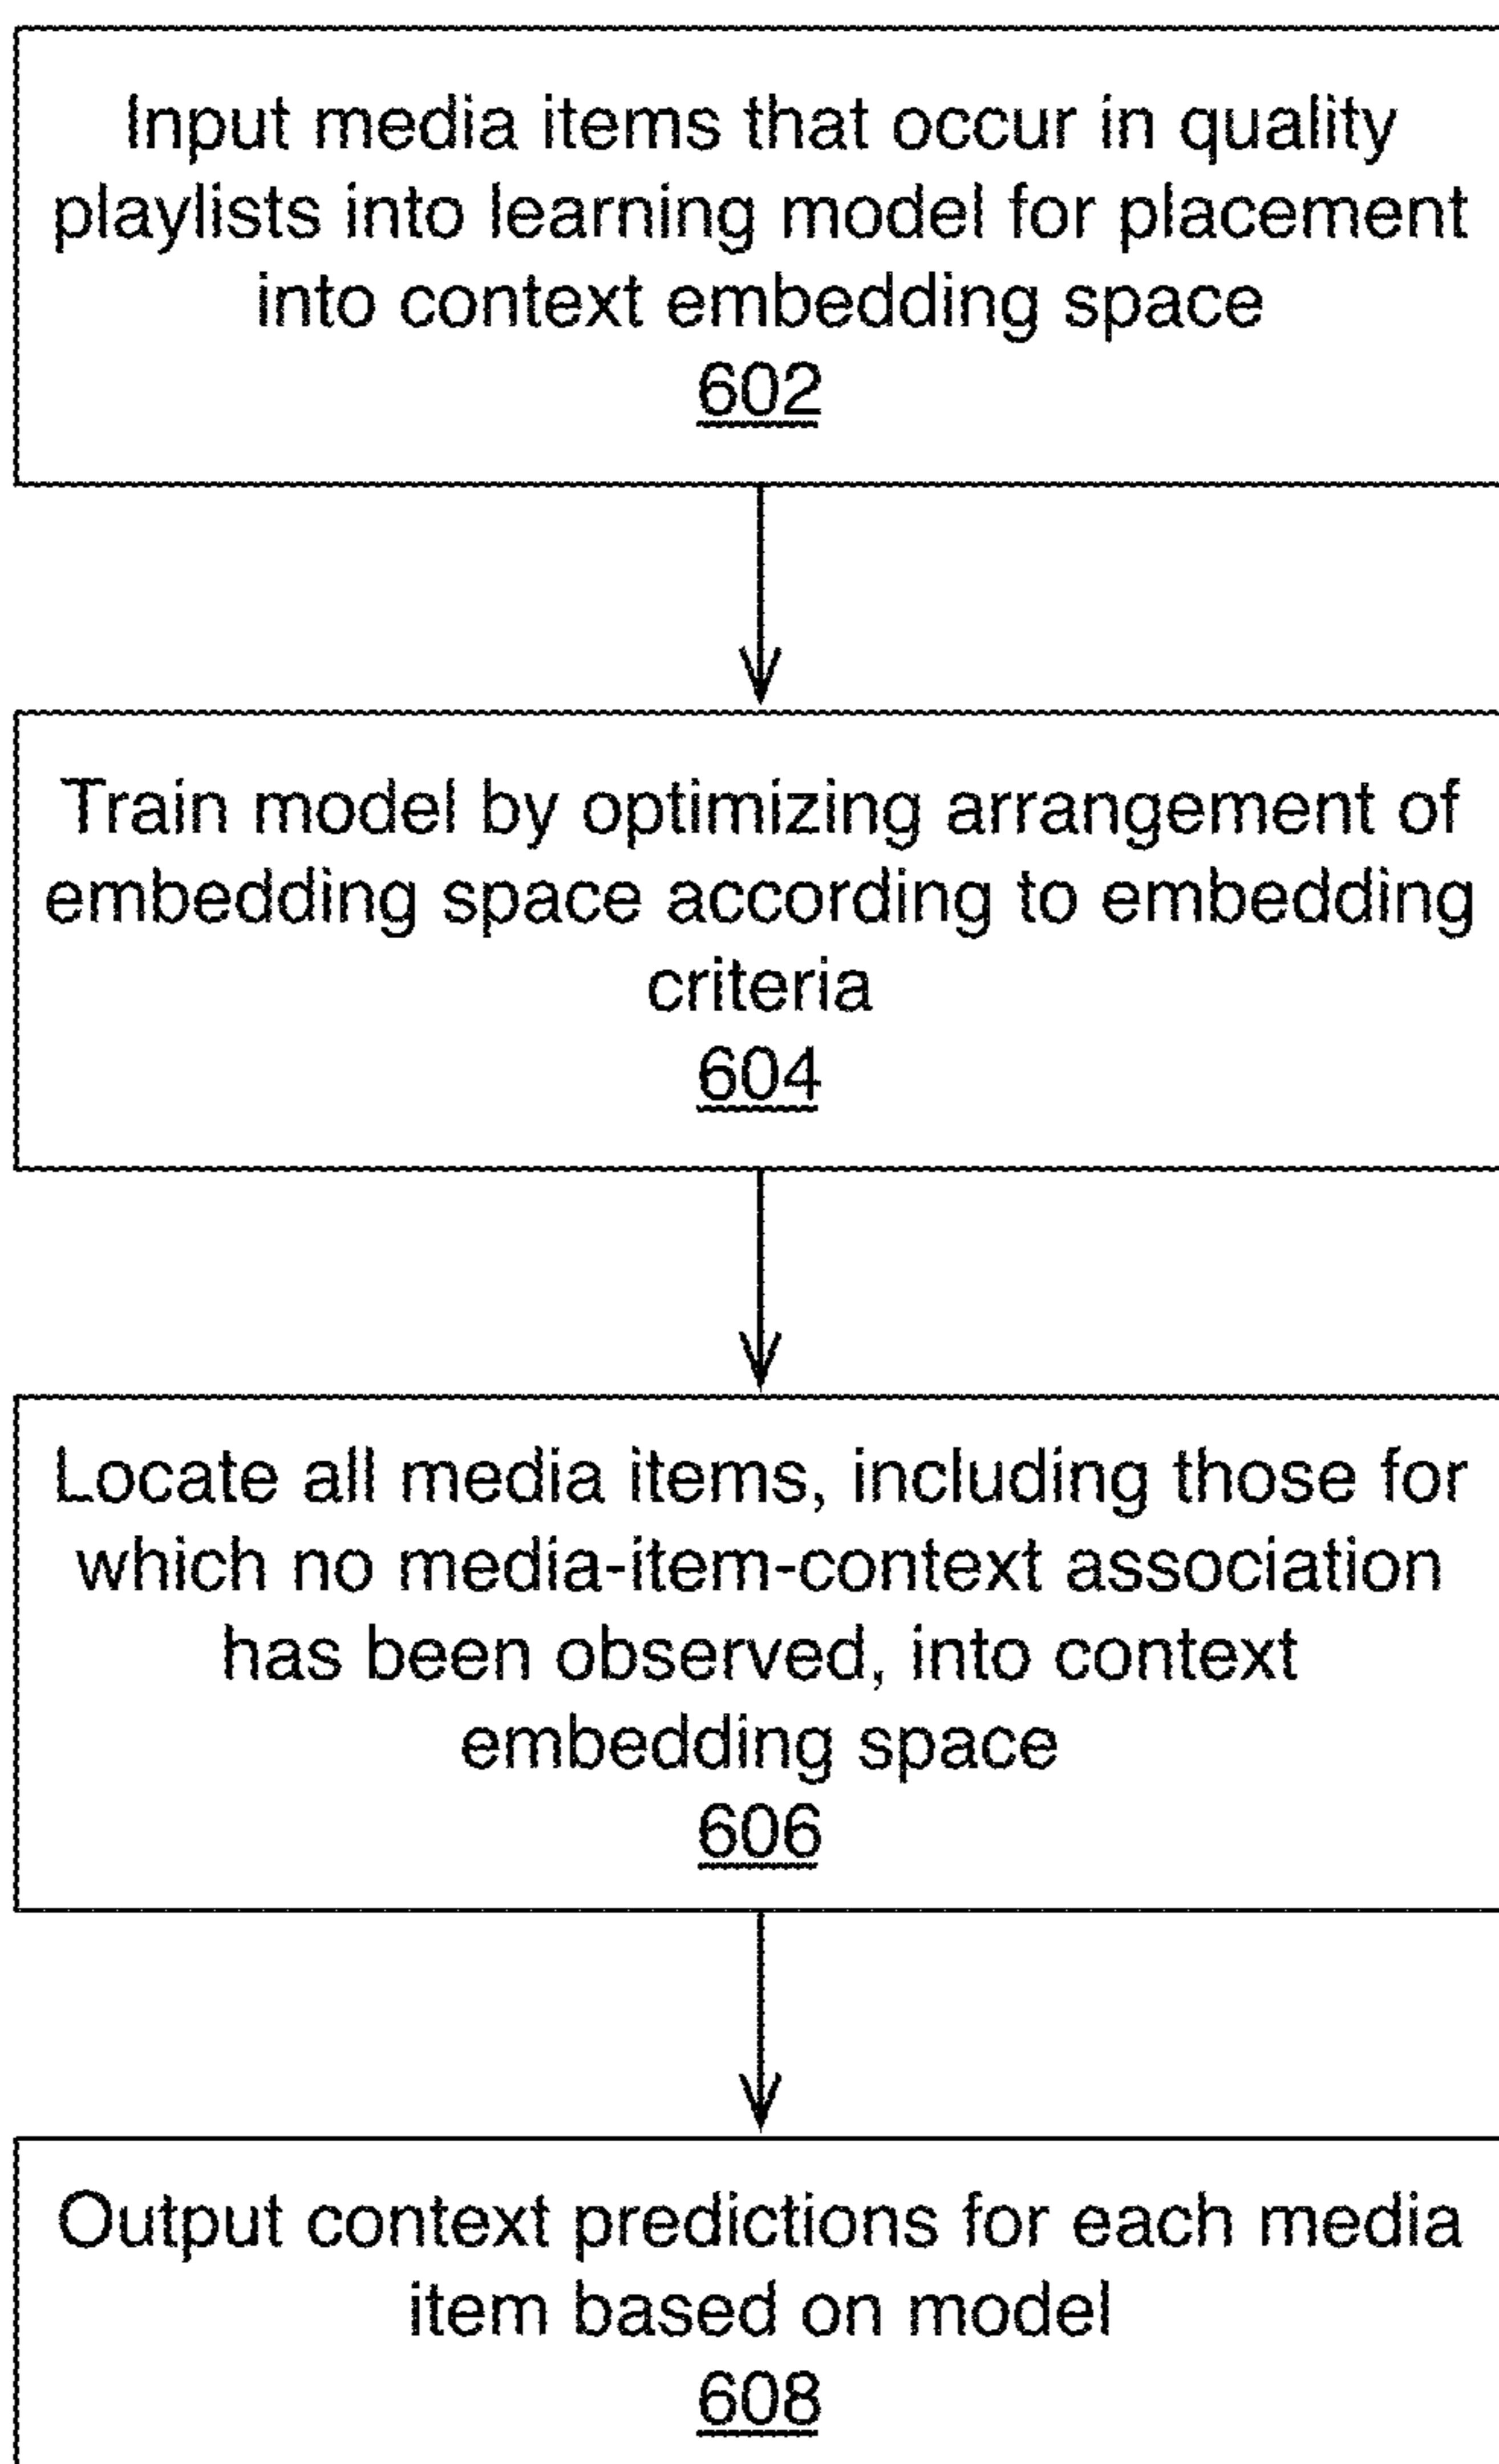 Input media items that occur in quality
playlists into learning model for placement
into context embedding space
602
Train model by optimizing arrangement of
embedding space according to embedding
criteria
604
Locate all media items, including those for
which no media-item-context association
has been observed, into context
embedding space
606
Output context predictions for each media
item based on model
608